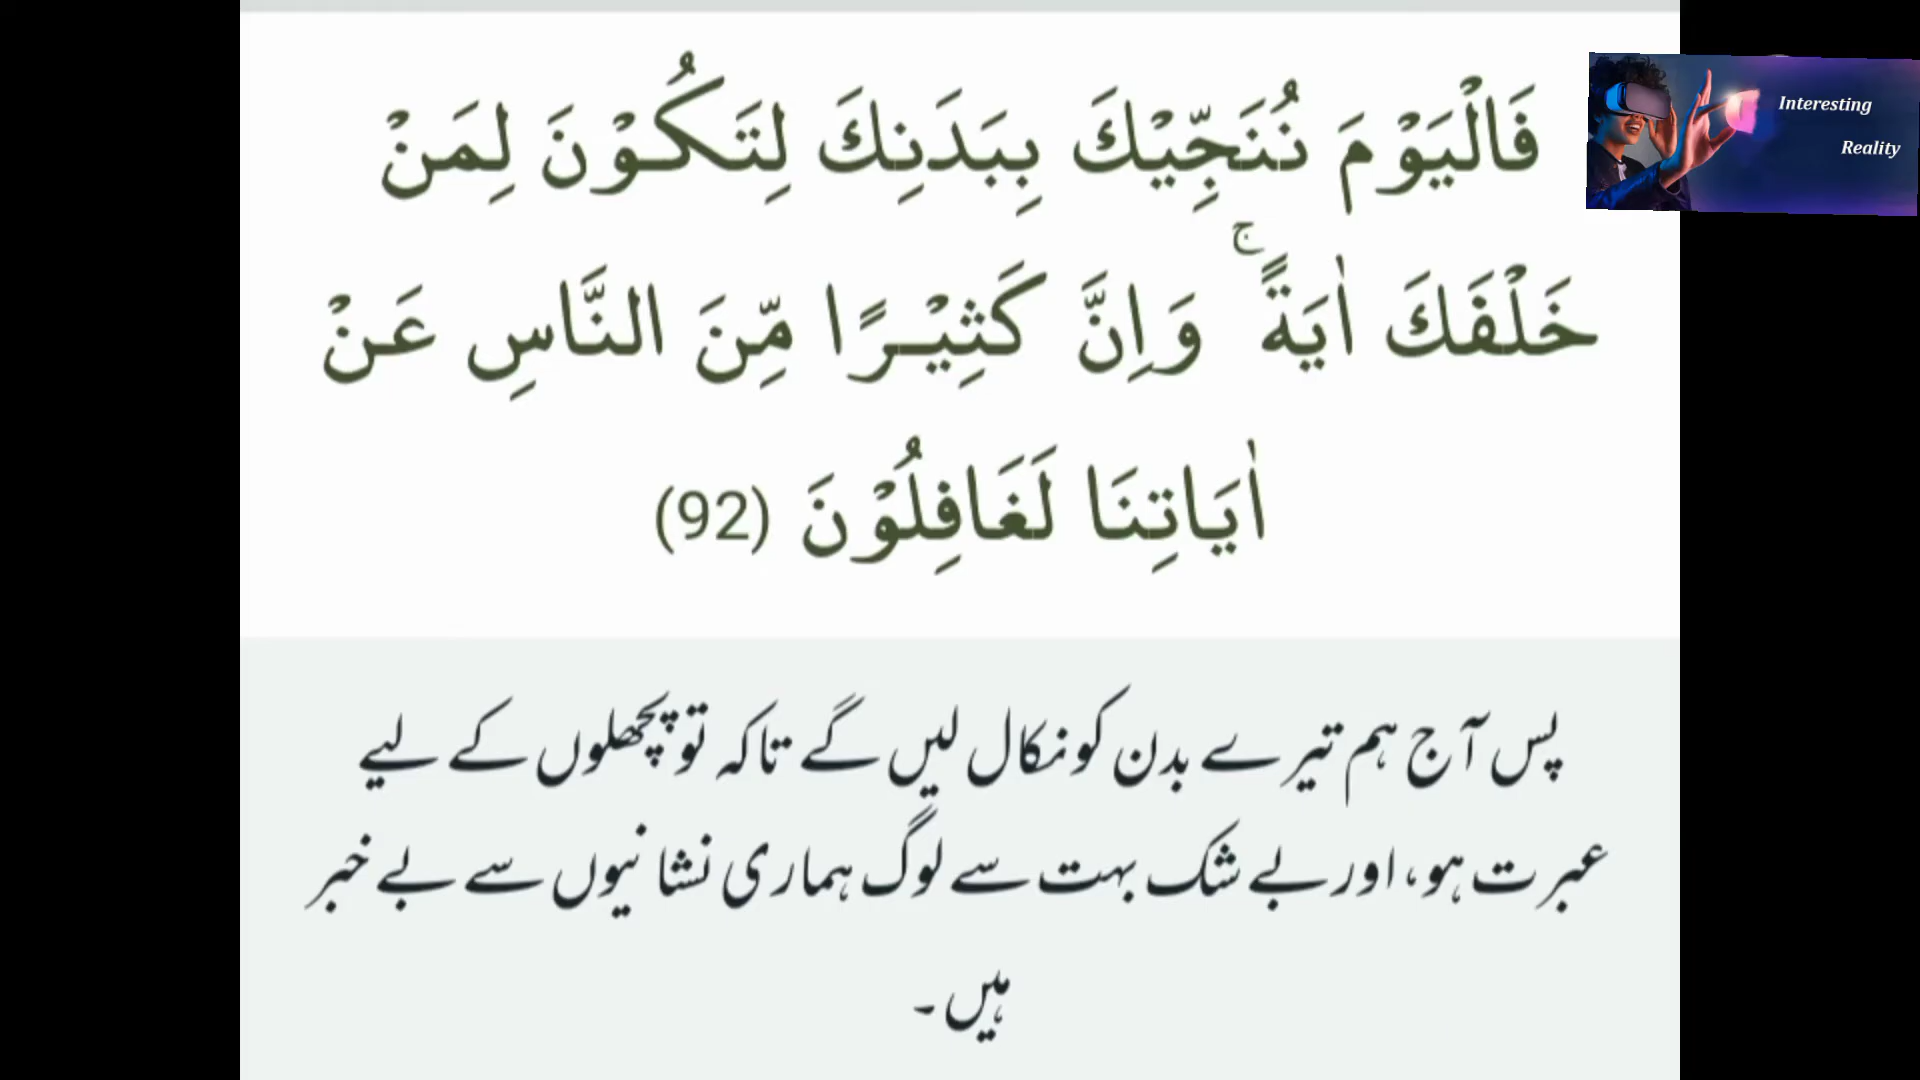 فَالْيَوْمَ نُنَجِّيْكَ بِبَدَنِكَ لِتَكُـوْنَ لِمَنْ
خَلْفَكَ اٰيَةً ۚ وَاِنَّ كَثِيْـرًا مِّنَ النَّاسِ عَنْ
اٰيَاتِنَا لَغَافِلُوْنَ (92)
پس آج ہم تیرے بدن کو نکال لیں گے تاکہ تو پچھلوں کے لیے
عبرت ہو، اور بے شک بہت سے لوگ ہماری نشانیوں سے بے خبر
ہیں۔
Interesting
Reality